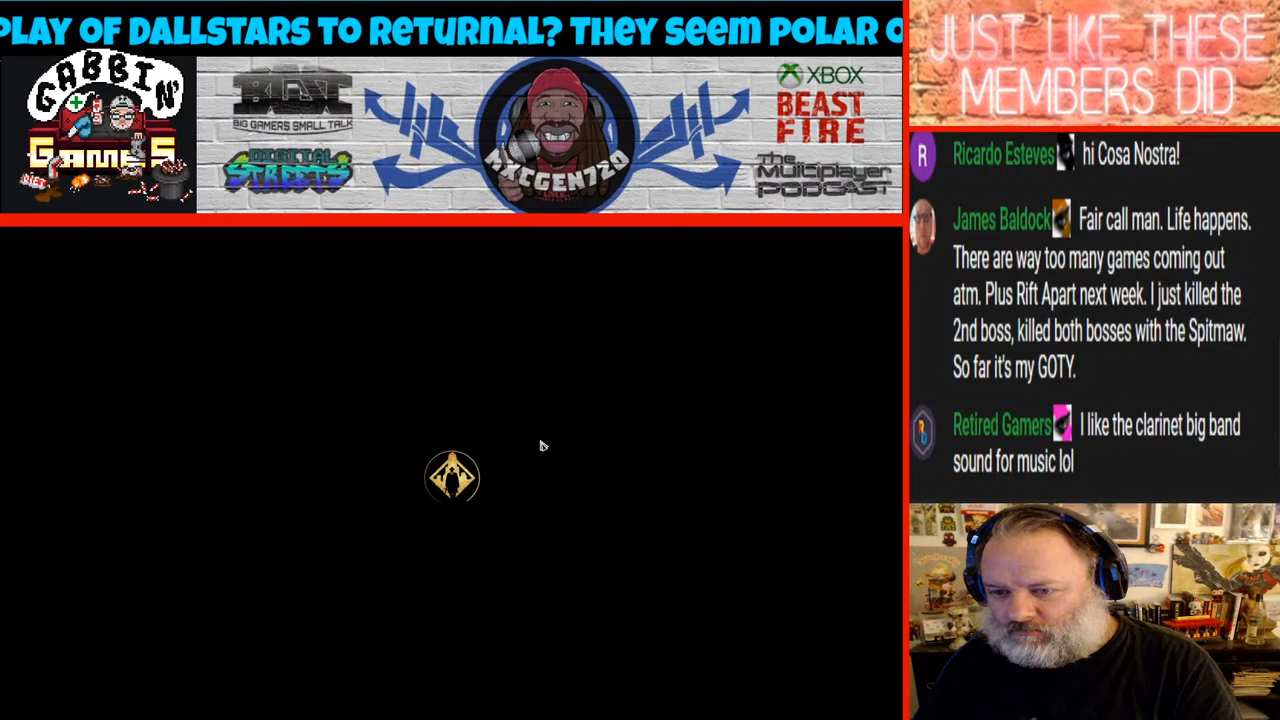 PLAY OF DALLSTARS TO RETURNAL? THEY SEEM POLAR O
GABBIN'
GAMES
DIET
BIG GAMERS SMALL TALK
DIGITAL
STREETS
RXCGEN720
XBOX
BEAST
FIRE
The
Multiplayer
PODCAST
JUST LIKE THESE
MEMBERS DID
R
Ricardo Esteves hi Cosa Nostra!
James Baldock Fair call man. Life happens.
There are way too many games coming out
atm. Plus Rift Apart next week. I just killed the
2nd boss, killed both bosses with the Spitmaw.
So far it's my GOTY.
Retired Gamers I like the clarinet big band
sound for music lol